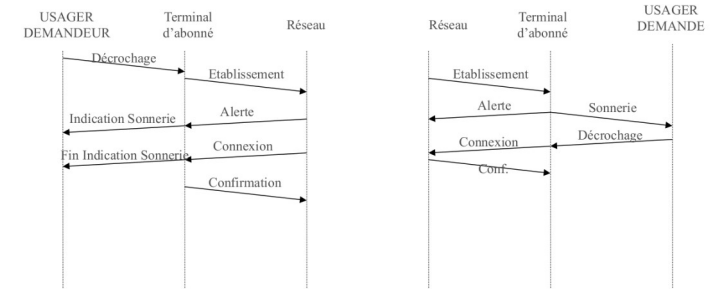 USAGER
DEMANDEUR
Terminal
d'abonné
Réseau
Décrochage
Etablissement
Alerte
Indication Sonnerie
Connexion
Fin Indication Sonnerie
Confirmation
Réseau
Terminal
d'abonné
USAGER
DEMANDE
Etablissement
Alerte
Sonnerie
Décrochage
Connexion
Conf.